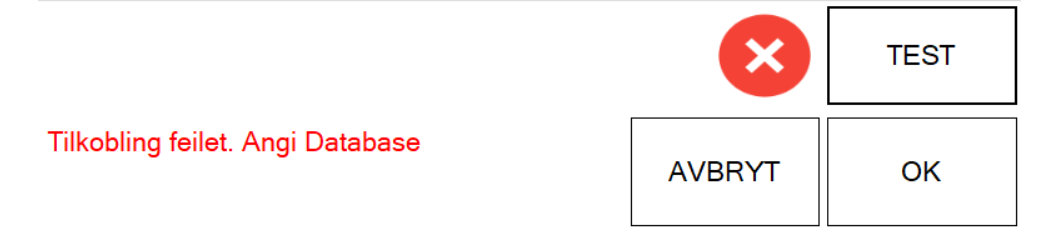 TEST
Tilkobling feilet. Angi Database
AVBRYT
OK